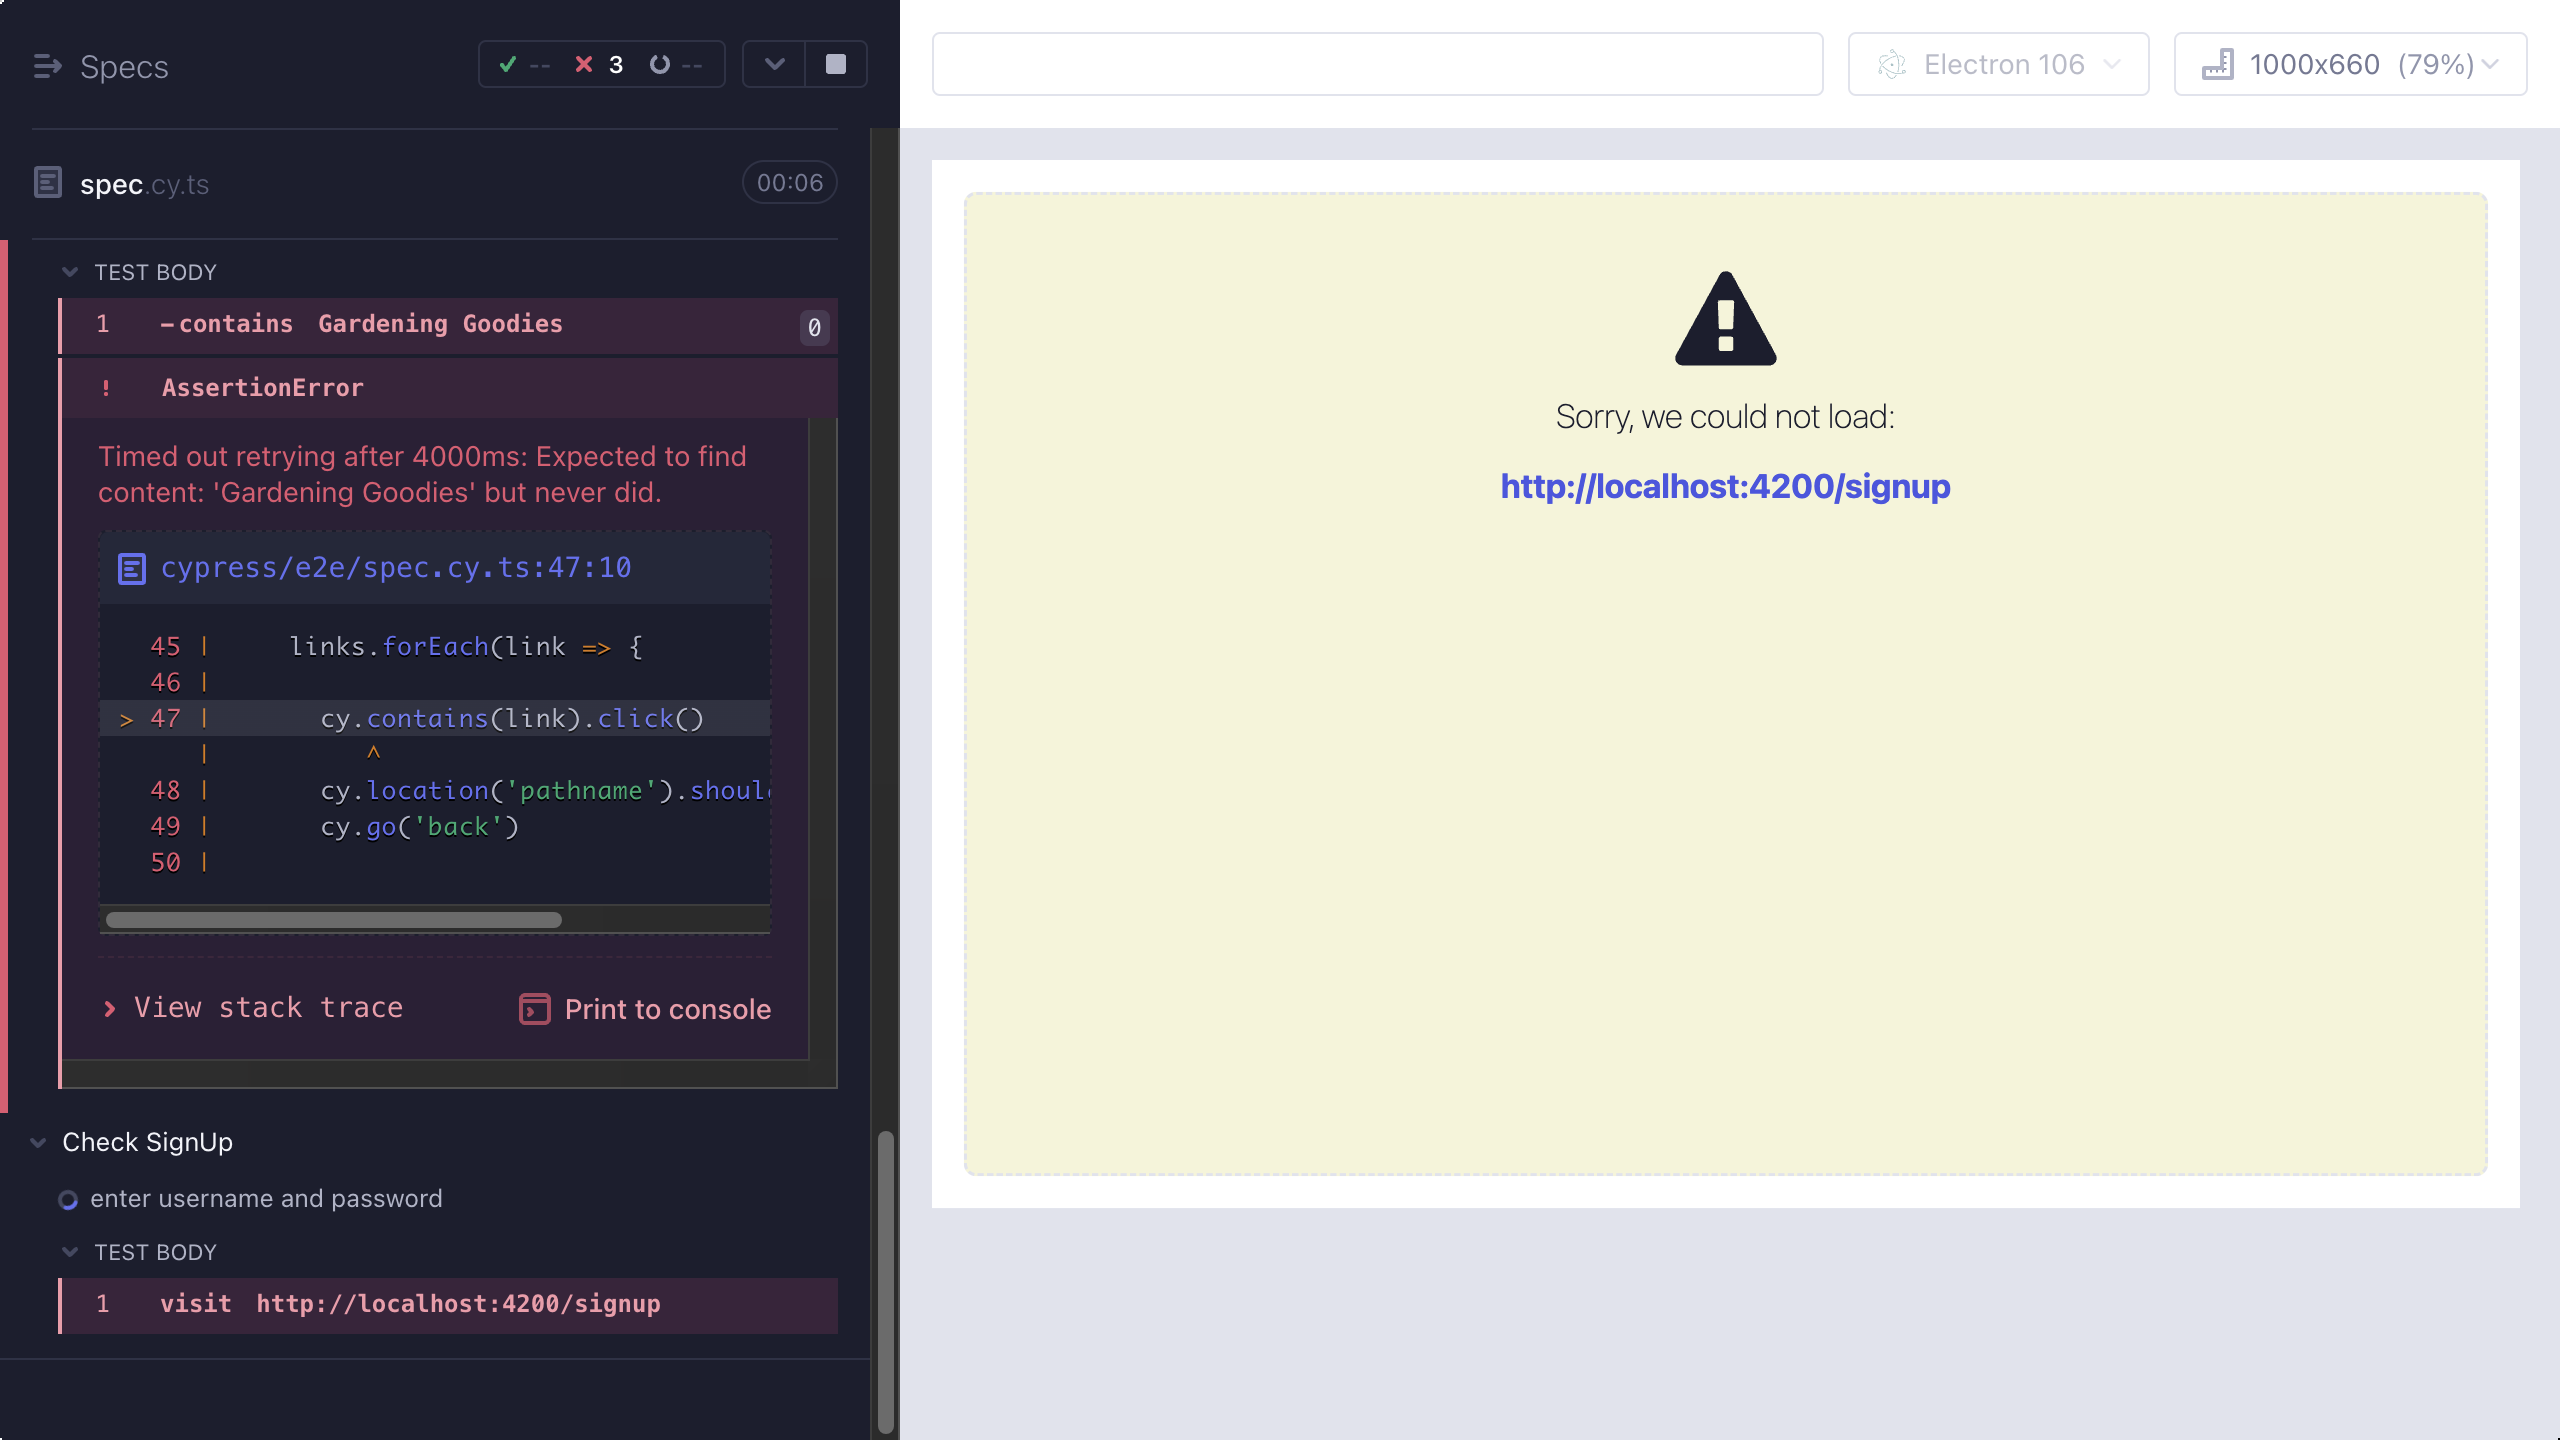 Specs
-- 3 --
spec.cy.ts
00:06
TEST BODY
1 -contains Gardening Goodies 0
! AssertionError
Timed out retrying after 4000ms: Expected to find
content: 'Gardening Goodies' but never did.
cypress/e2e/spec.cy.ts:47:10
45 | links.forEach(link => {
46 |
> 47 | cy.contains(link).click()
| ^
48 | cy.location('pathname').should
49 | cy.go('back')
50 |
View stack trace
Print to console
Check SignUp
enter username and password
TEST BODY
1 visit http://localhost:4200/signup
Electron 106
1000x660 (79%)
Sorry, we could not load:
http://localhost:4200/signup